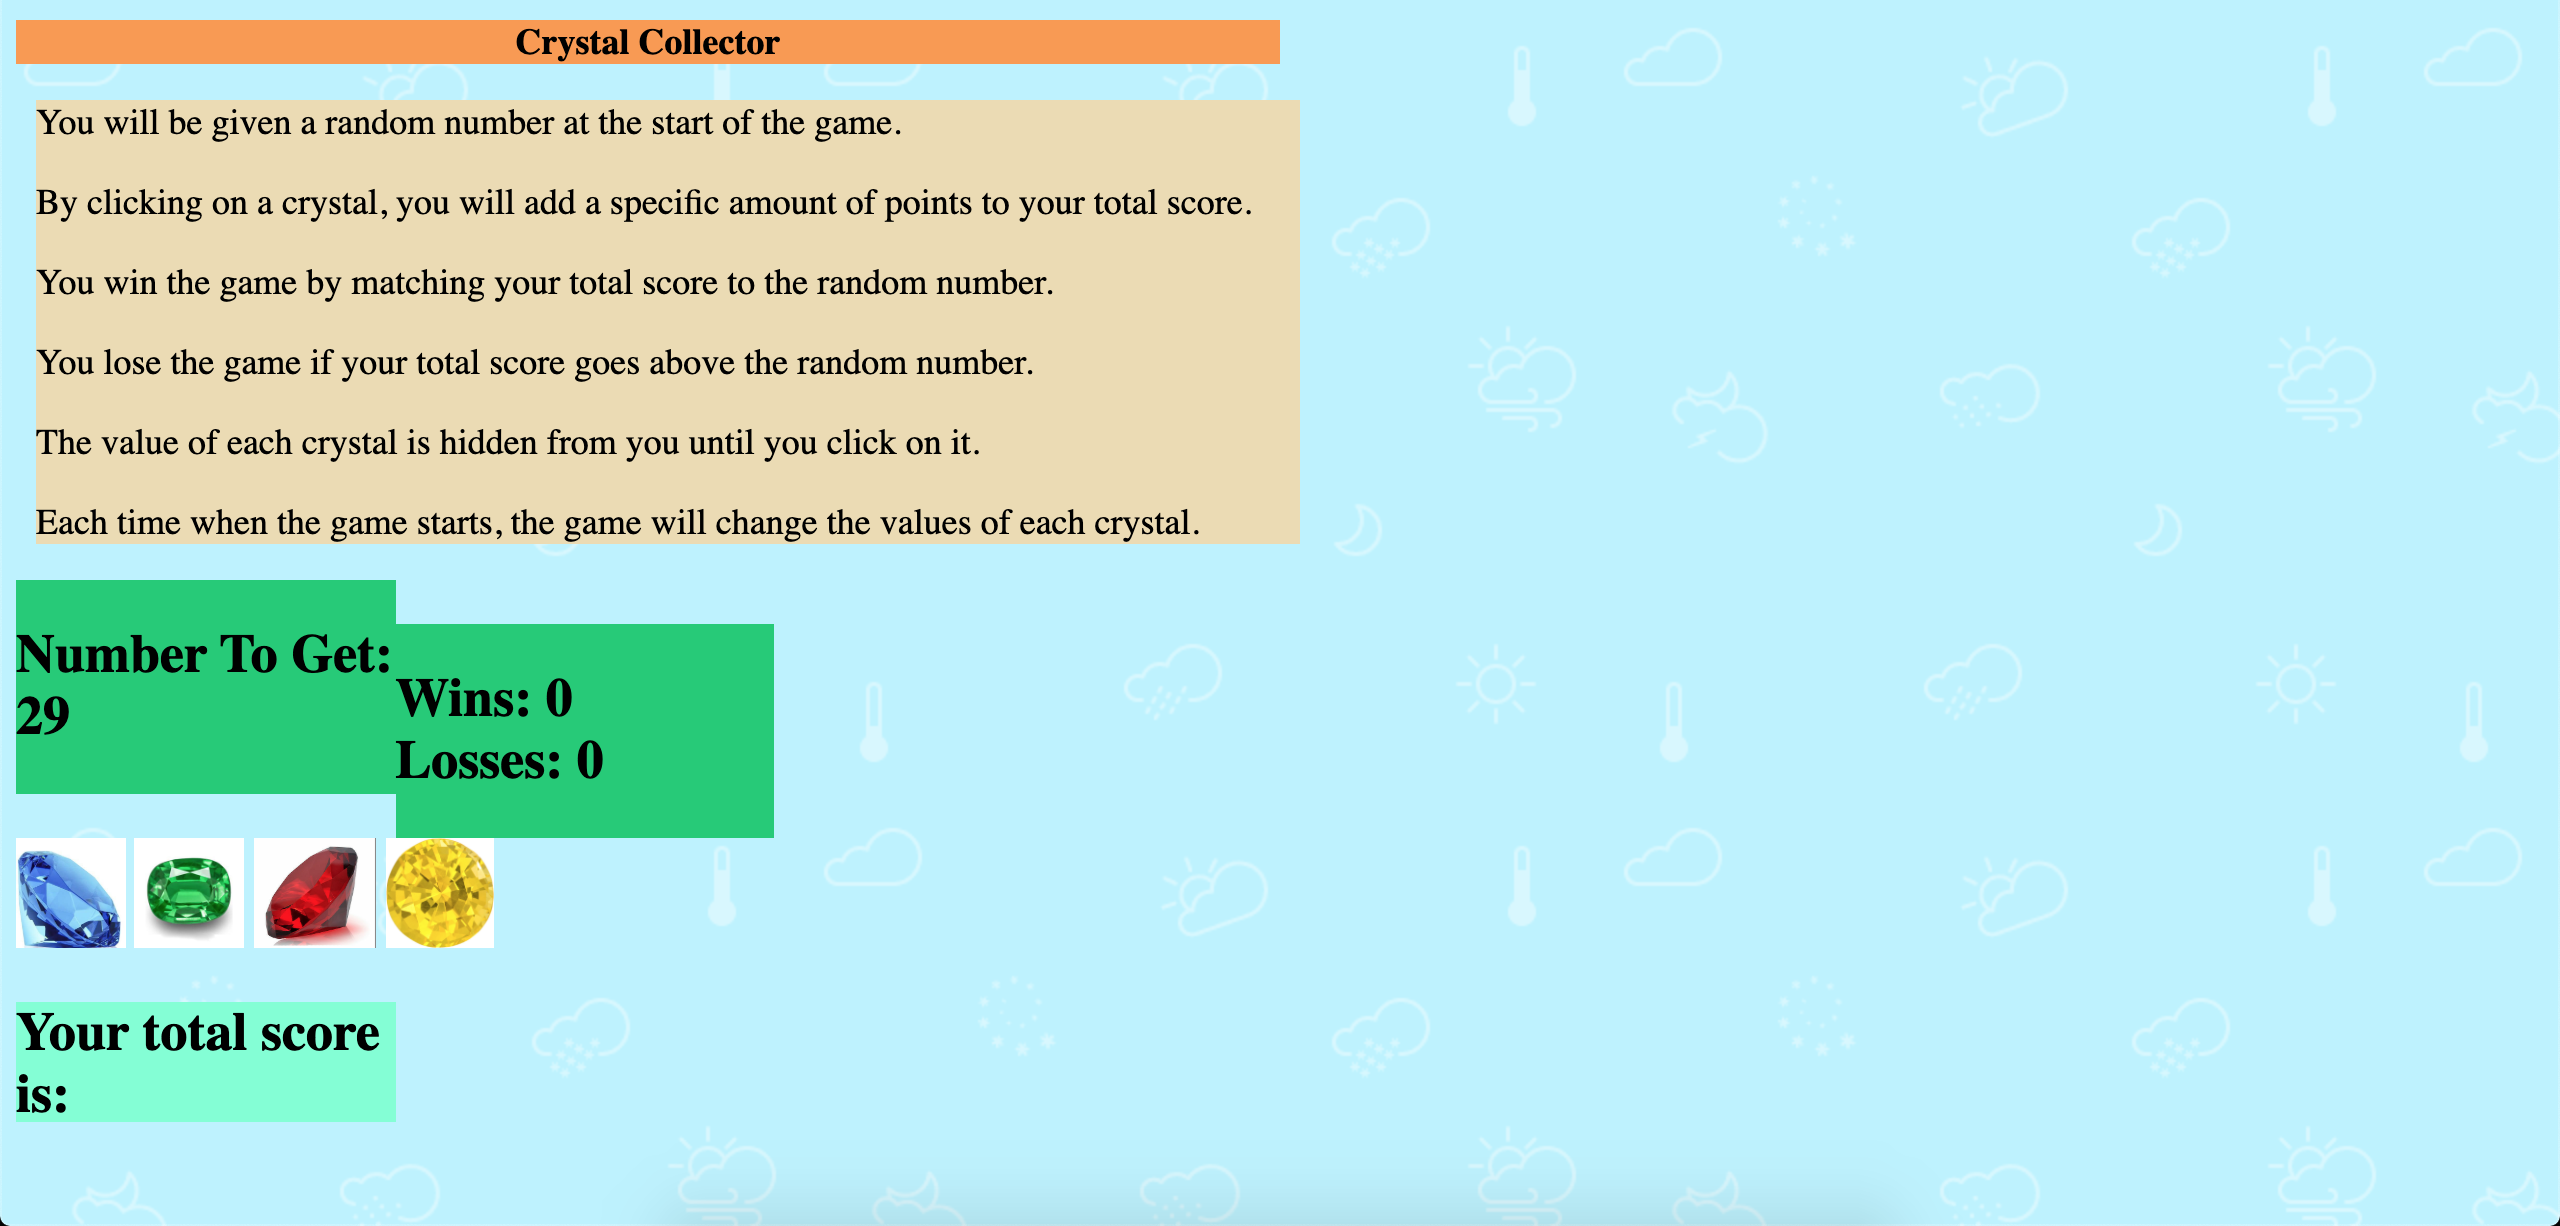 Crystal Collector
You will be given a random number at the start of the game.
By clicking on a crystal, you will add a specific amount of points to your total score.
You win the game by matching your total score to the random number.
You lose the game if your total score goes above the random number.
The value of each crystal is hidden from you until you click on it.
Each time when the game starts, the game will change the values of each crystal.
Number To Get:
29
Wins: 0
Losses: 0
Your total score
is: